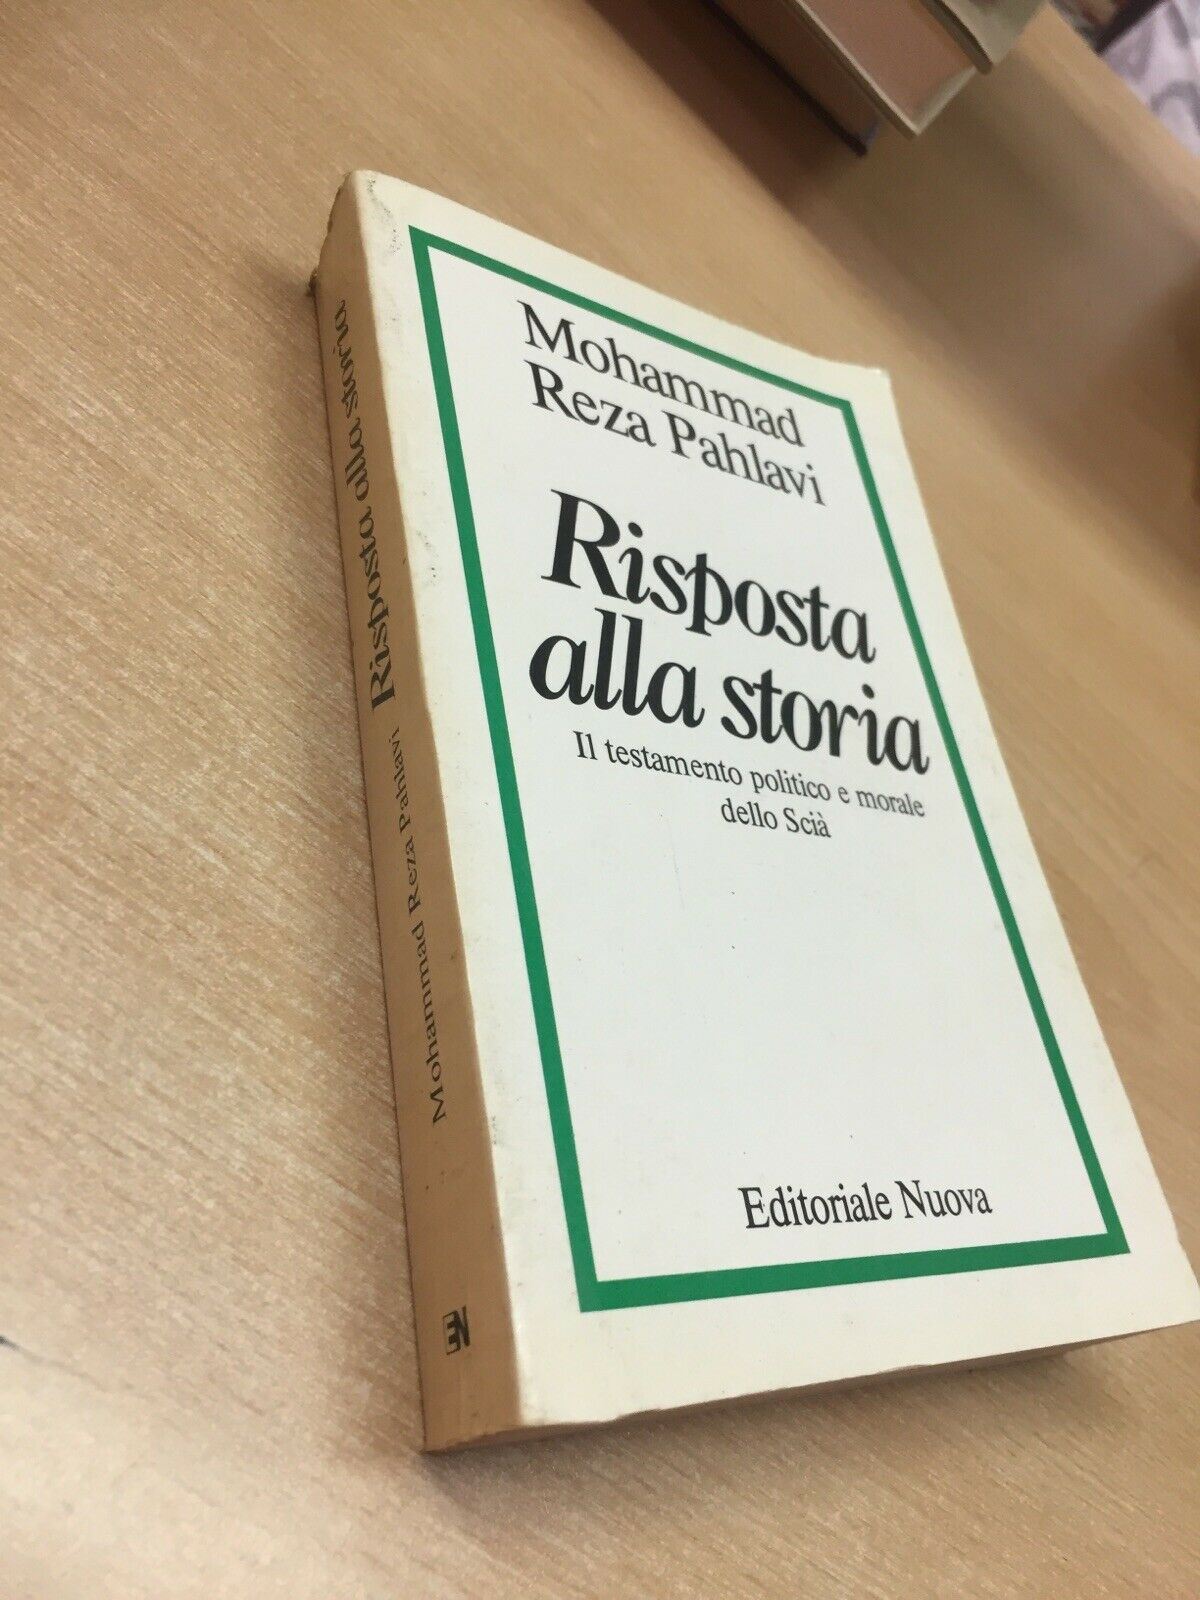 Mohammad
Reza Pahlavi
Risposta
alla storia
Il testamento politico e morale
dello Scià
Editoriale Nuova
Mohammad Reza Pahlavi Risposta alla storia
EN